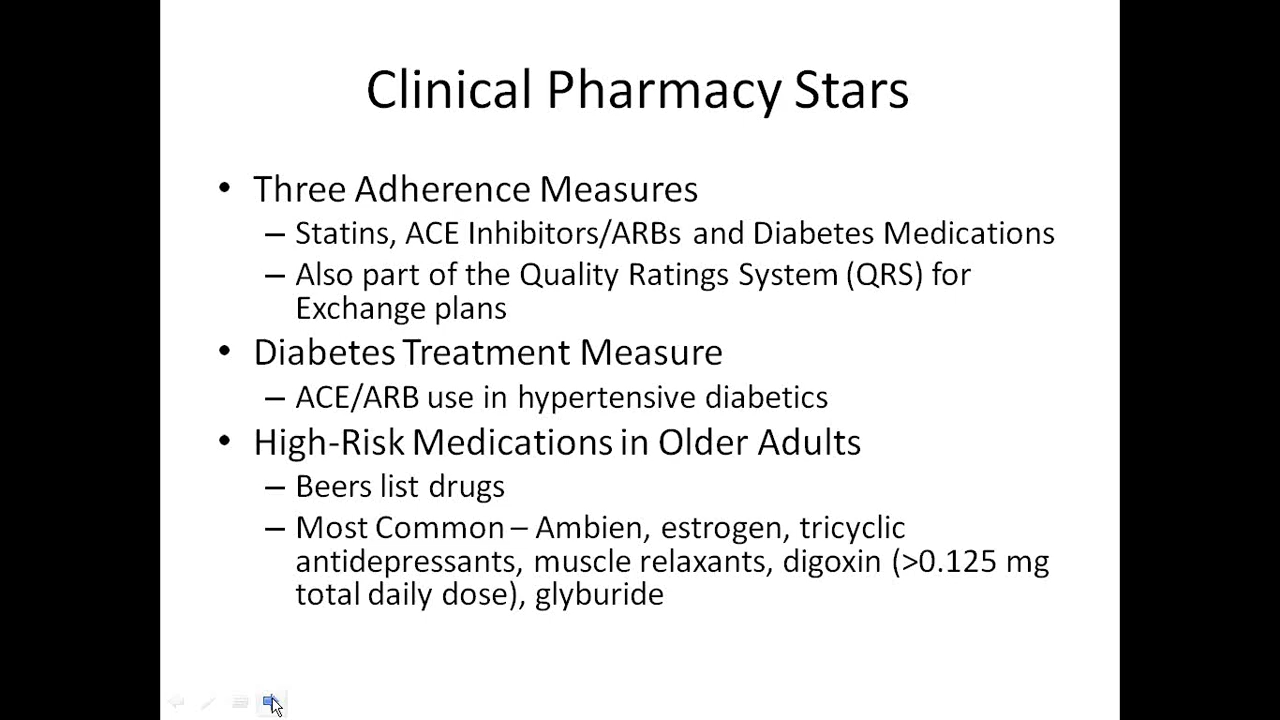 Clinical Pharmacy Stars
• Three Adherence Measures
– Statins, ACE Inhibitors/ARBs and Diabetes Medications
– Also part of the Quality Ratings System (QRS) for
Exchange plans
• Diabetes Treatment Measure
– ACE/ARB use in hypertensive diabetics
• High-Risk Medications in Older Adults
– Beers list drugs
– Most Common – Ambien, estrogen, tricyclic
antidepressants, muscle relaxants, digoxin (>0.125 mg
total daily dose), glyburide